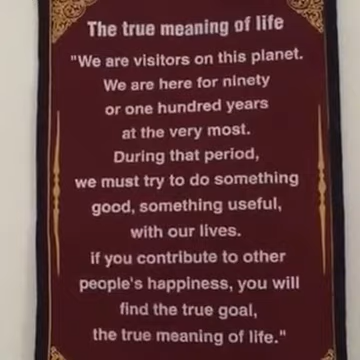 The true meaning of life
"We are visitors on this planet.
We are here for ninety
or one hundred years
at the very most.
During that period,
we must try to do something
good, something useful,
with our lives.
if you contribute to other
people's happiness, you will
find the true goal,
the true meaning of life."